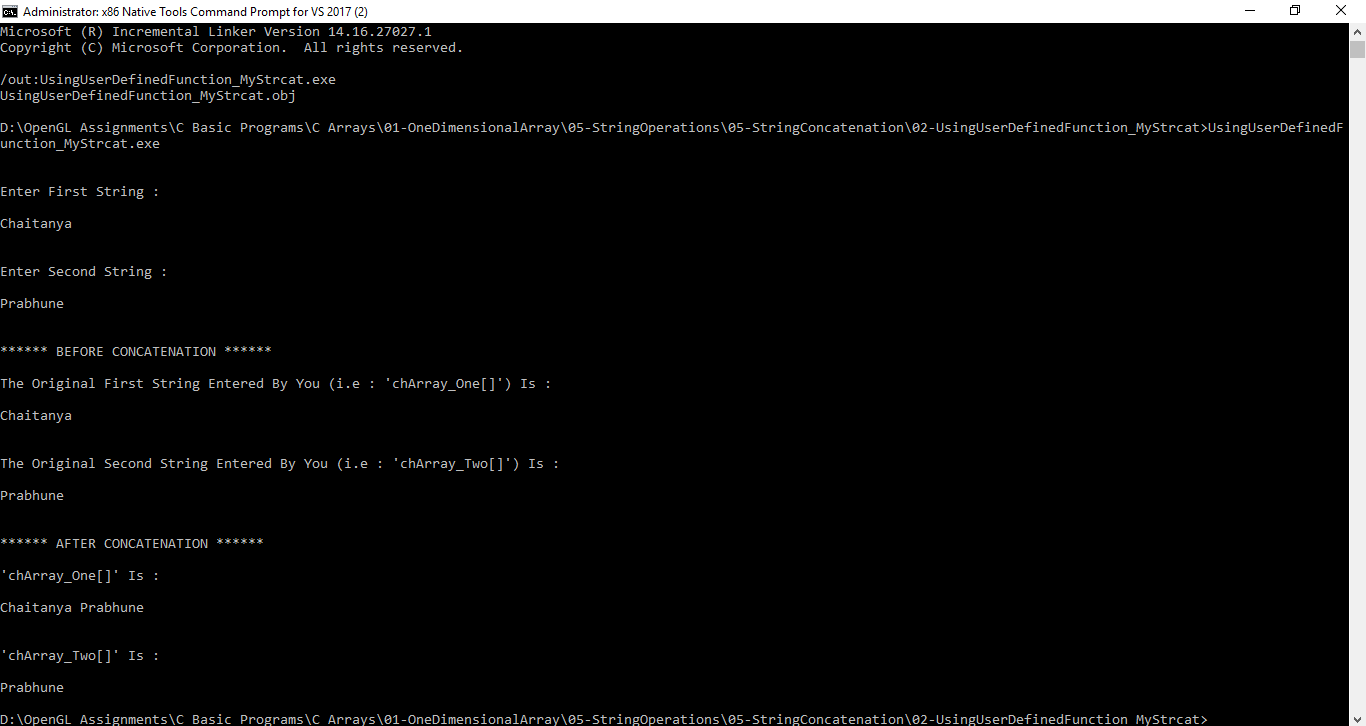 Administrator: x86 Native Tools Command Prompt for VS 2017 (2)
Microsoft (R) Incremental Linker Version 14.16.27027.1
Copyright (C) Microsoft Corporation.  All rights reserved.
/out:UsingUserDefinedFunction_MyStrcat.exe
UsingUserDefinedFunction_MyStrcat.obj
D:\OpenGL Assignments\C Basic Programs\C Arrays\01-OneDimensionalArray\05-StringOperations\05-StringConcatenation\02-UsingUserDefinedFunction_MyStrcat>UsingUserDefinedF
unction_MyStrcat.exe
Enter First String :
Chaitanya
Enter Second String :
Prabhune
****** BEFORE CONCATENATION ******
The Original First String Entered By You (i.e : 'chArray_One[]') Is :
Chaitanya
The Original Second String Entered By You (i.e : 'chArray_Two[]') Is :
Prabhune
****** AFTER CONCATENATION ******
'chArray_One[]' Is :
Chaitanya Prabhune
'chArray_Two[]' Is :
Prabhune
D:\OpenGL Assignments\C Basic Programs\C Arrays\01-OneDimensionalArray\05-StringOperations\05-StringConcatenation\02-UsingUserDefinedFunction_MyStrcat>